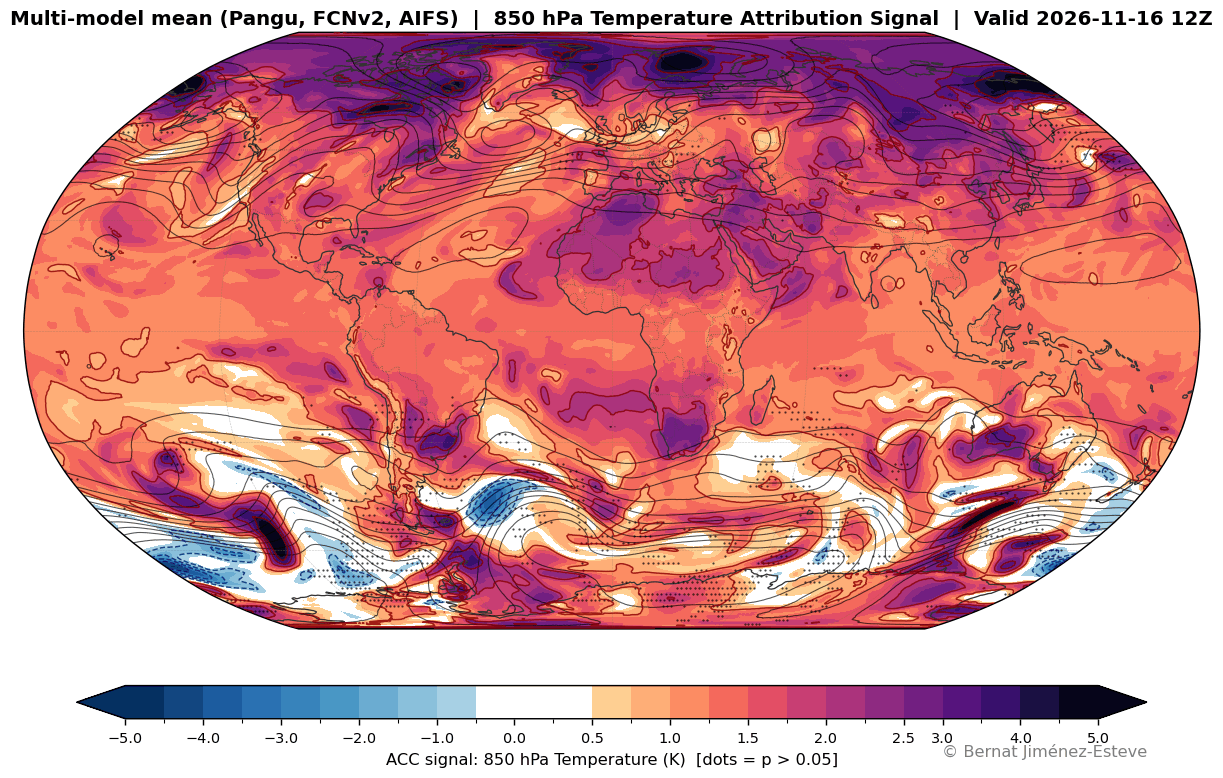 Multi-model mean (Pangu, FCNv2, AIFS)  |  850 hPa Temperature Attribution Signal  |  Valid 2026-11-16 12Z
−5.0 −4.0 −3.0 −2.0 −1.0 0.0 0.5 1.0 1.5 2.0 2.5 3.0 4.0 5.0
ACC signal: 850 hPa Temperature (K)  [dots = p > 0.05]
© Bernat Jiménez-Esteve